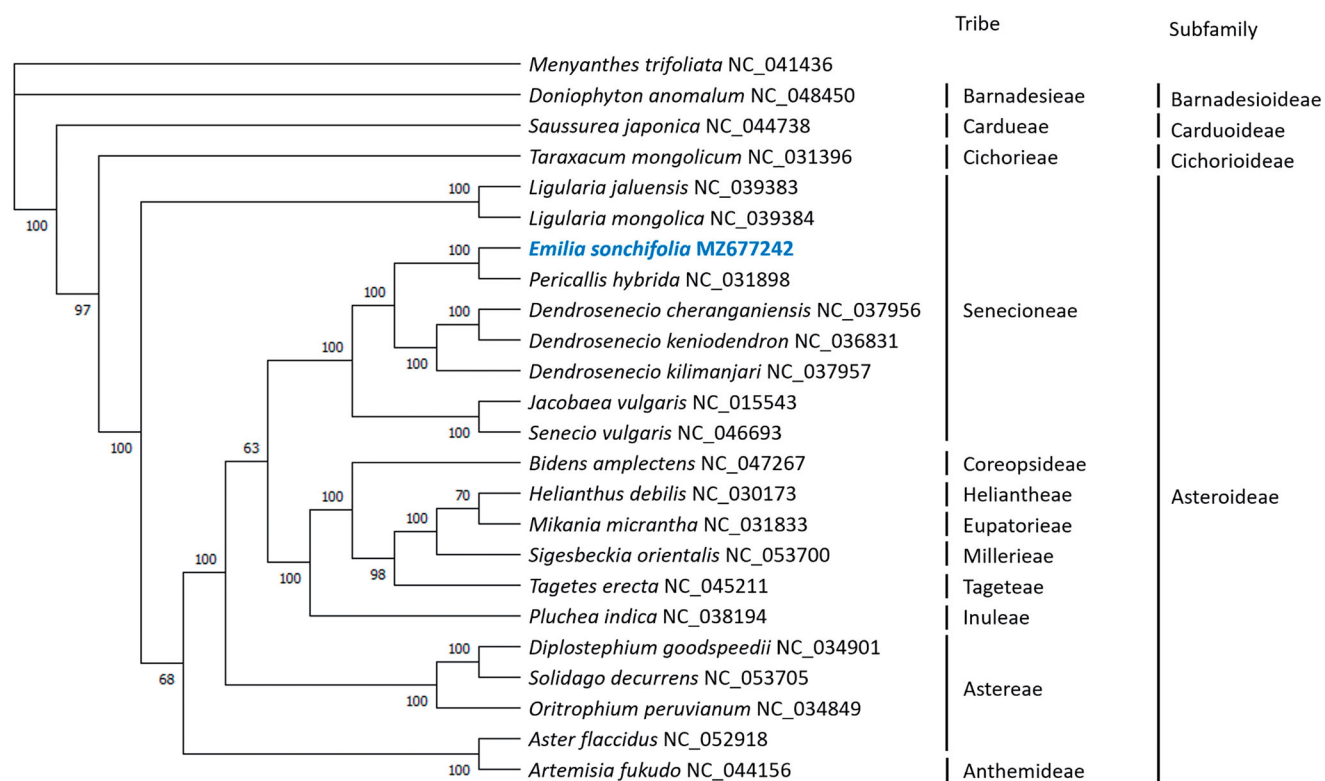 Tribe
Subfamily
Menyanthes trifoliata NC_041436
Doniophyton anomalum NC_048450 Barnadesieae Barnadesioideae
Saussurea japonica NC_044738 Cardueae Carduoideae
Taraxacum mongolicum NC_031396 Cichorieae Cichorioideae
100 Ligularia jaluensis NC_039383
100 Ligularia mongolica NC_039384
100 Emilia sonchifolia MZ677242
Pericallis hybrida NC_031898
100
97 100 Dendrosenecio cheranganiensis NC_037956 Senecioneae
100 Dendrosenecio keniodendron NC_036831
100 Dendrosenecio kilimanjari NC_037957
Jacobaea vulgaris NC_015543
100 63 100 Senecio vulgaris NC_046693
Bidens amplectens NC_047267 Coreopsideae
100 70 Helianthus debilis NC_030173 Heliantheae Asteroideae
100 Mikania micrantha NC_031833 Eupatorieae
100 Sigesbeckia orientalis NC_053700 Millerieae
100 98 Tagetes erecta NC_045211 Tageteae
Pluchea indica NC_038194 Inuleae
100 Diplostephium goodspeedii NC_034901
68 Solidago decurrens NC_053705 Astereae
100 Oritrophium peruvianum NC_034849
Aster flaccidus NC_052918
100 Artemisia fukudo NC_044156 Anthemideae